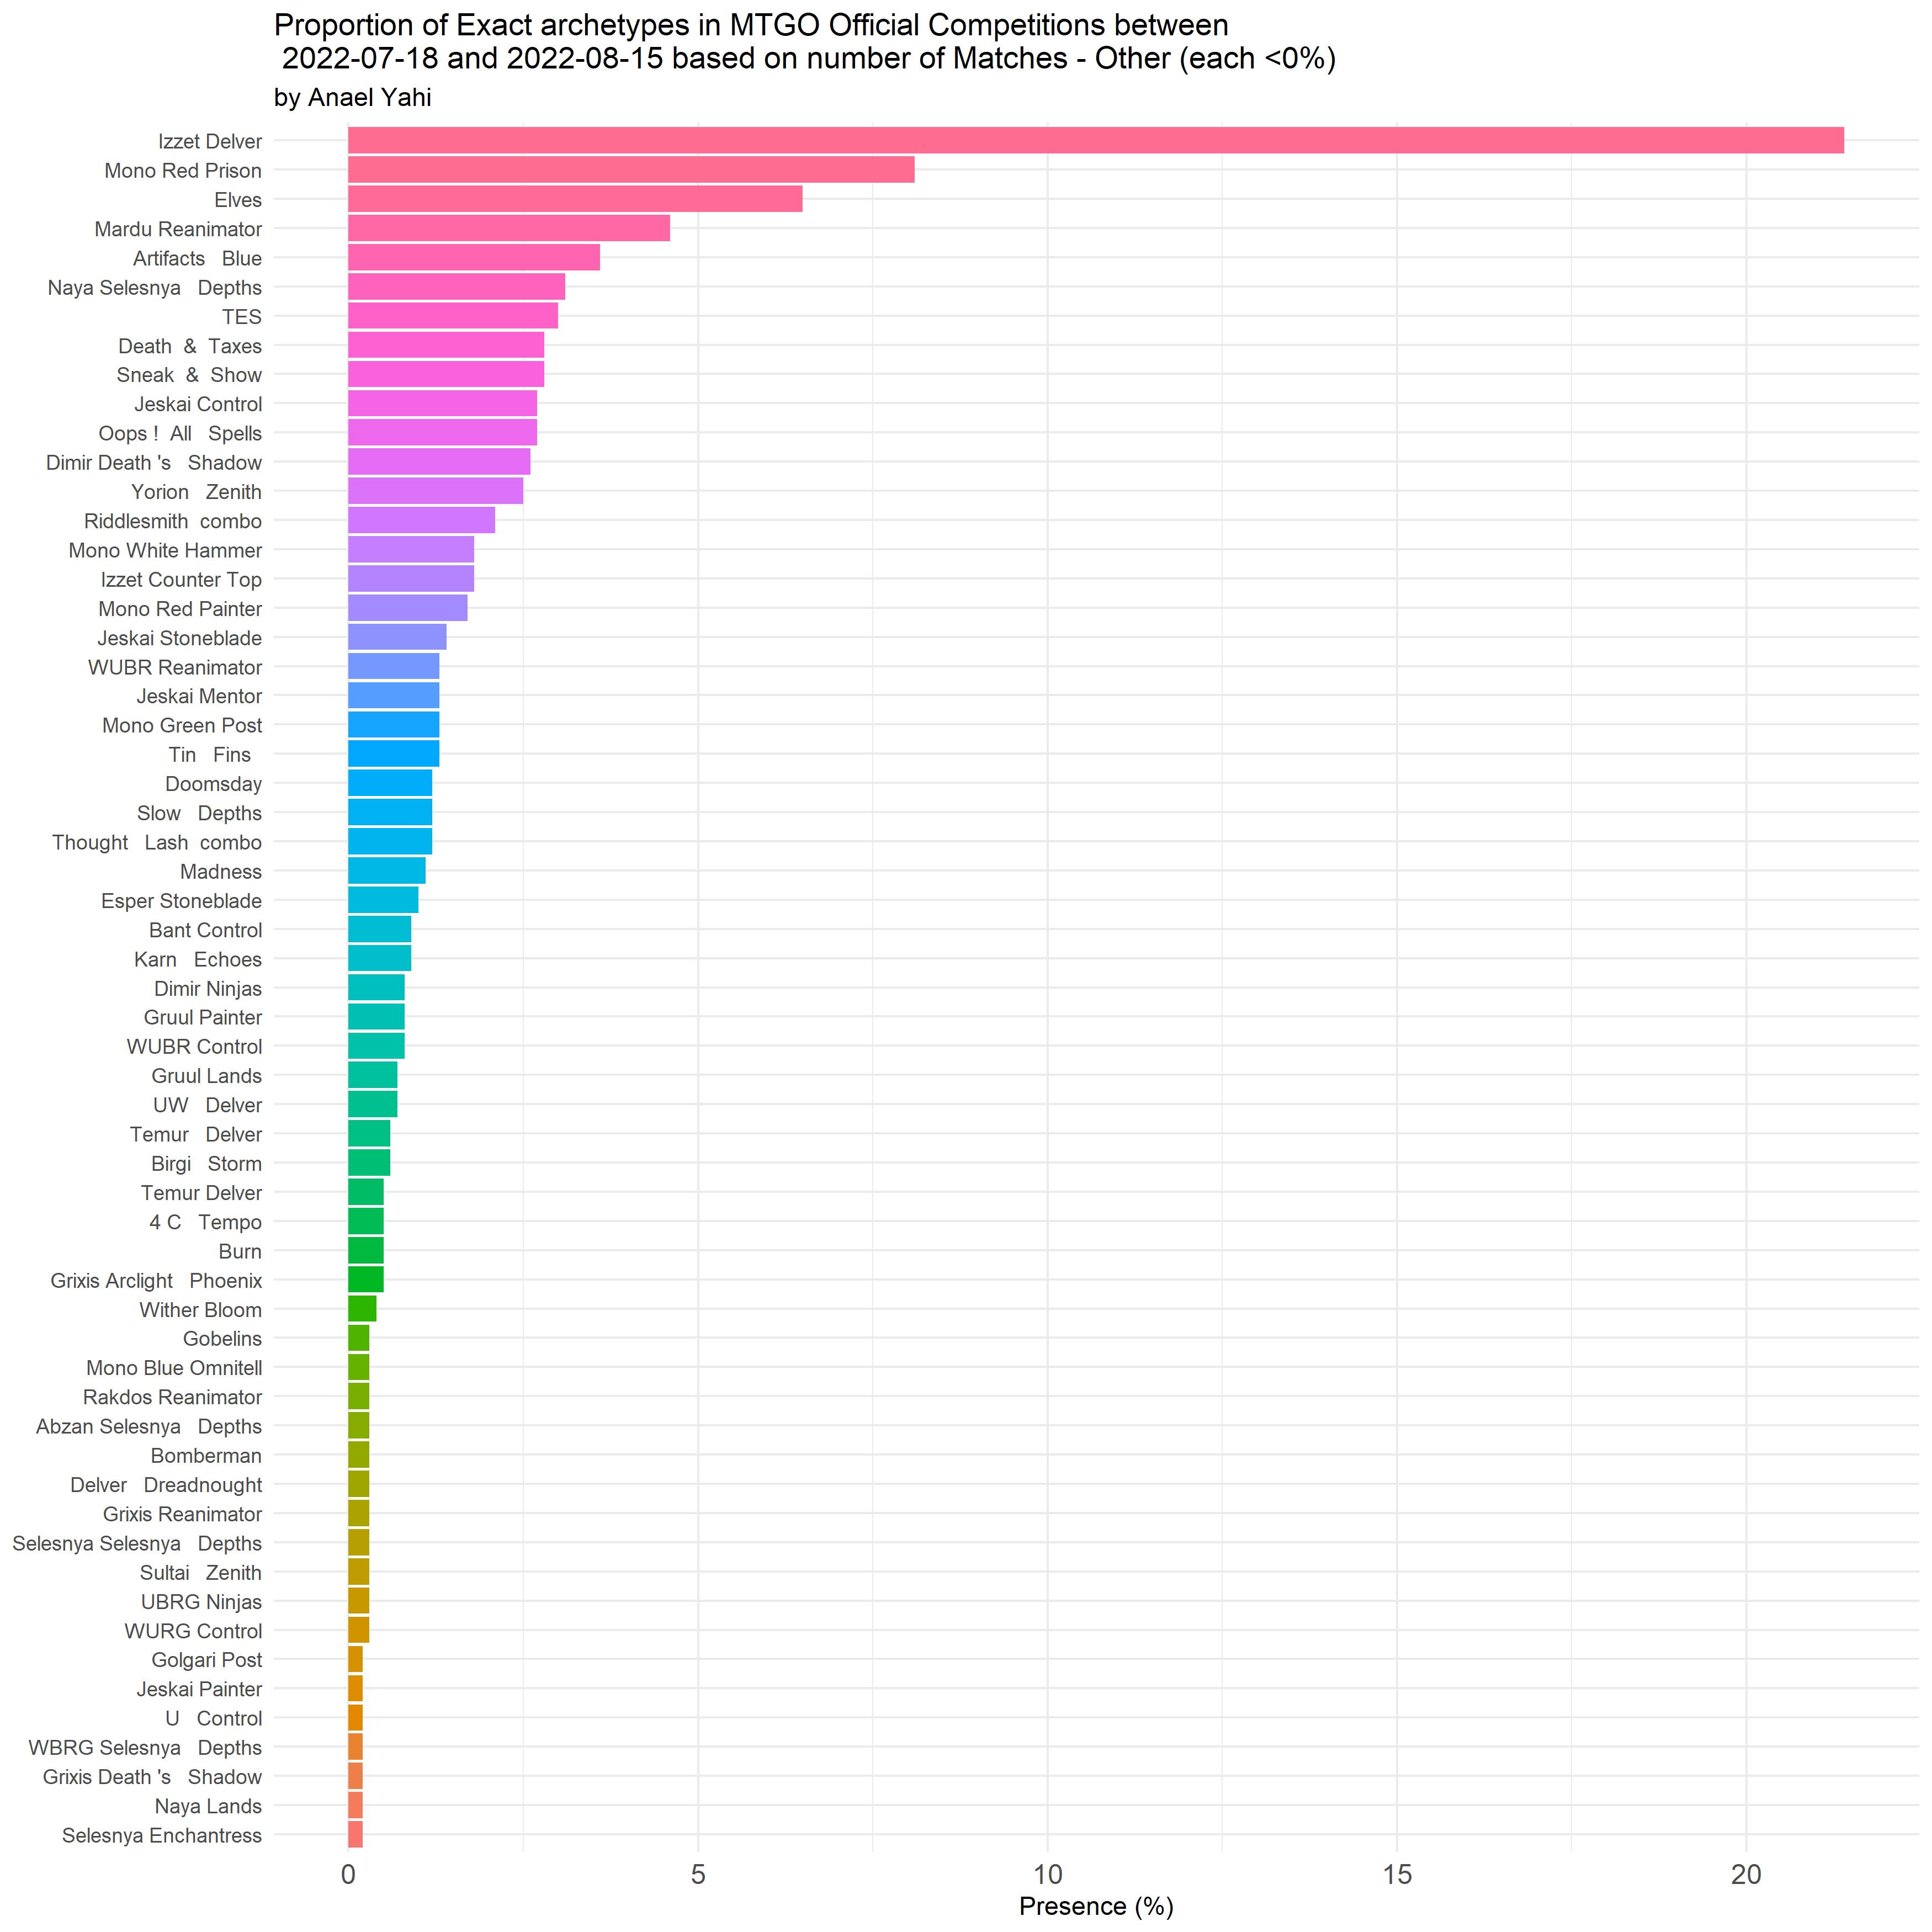 Proportion of Exact archetypes in MTGO Official Competitions between
2022-07-18 and 2022-08-15 based on number of Matches - Other (each <0%)
by Anael Yahi
Izzet Delver
Mono Red Prison
Elves
Mardu Reanimator
Artifacts Blue
Naya Selesnya Depths
TES
Death & Taxes
Sneak & Show
Jeskai Control
Oops ! All Spells
Dimir Death 's Shadow
Yorion Zenith
Riddlesmith combo
Mono White Hammer
Izzet Counter Top
Mono Red Painter
Jeskai Stoneblade
WUBR Reanimator
Jeskai Mentor
Mono Green Post
Tin Fins
Doomsday
Slow Depths
Thought Lash combo
Madness
Esper Stoneblade
Bant Control
Karn Echoes
Dimir Ninjas
Gruul Painter
WUBR Control
Gruul Lands
UW Delver
Temur Delver
Birgi Storm
Temur Delver
4 C Tempo
Burn
Grixis Arclight Phoenix
Wither Bloom
Gobelins
Mono Blue Omnitell
Rakdos Reanimator
Abzan Selesnya Depths
Bomberman
Delver Dreadnought
Grixis Reanimator
Selesnya Selesnya Depths
Sultai Zenith
UBRG Ninjas
WURG Control
Golgari Post
Jeskai Painter
U Control
WBRG Selesnya Depths
Grixis Death 's Shadow
Naya Lands
Selesnya Enchantress
0 5 10 15 20
Presence (%)